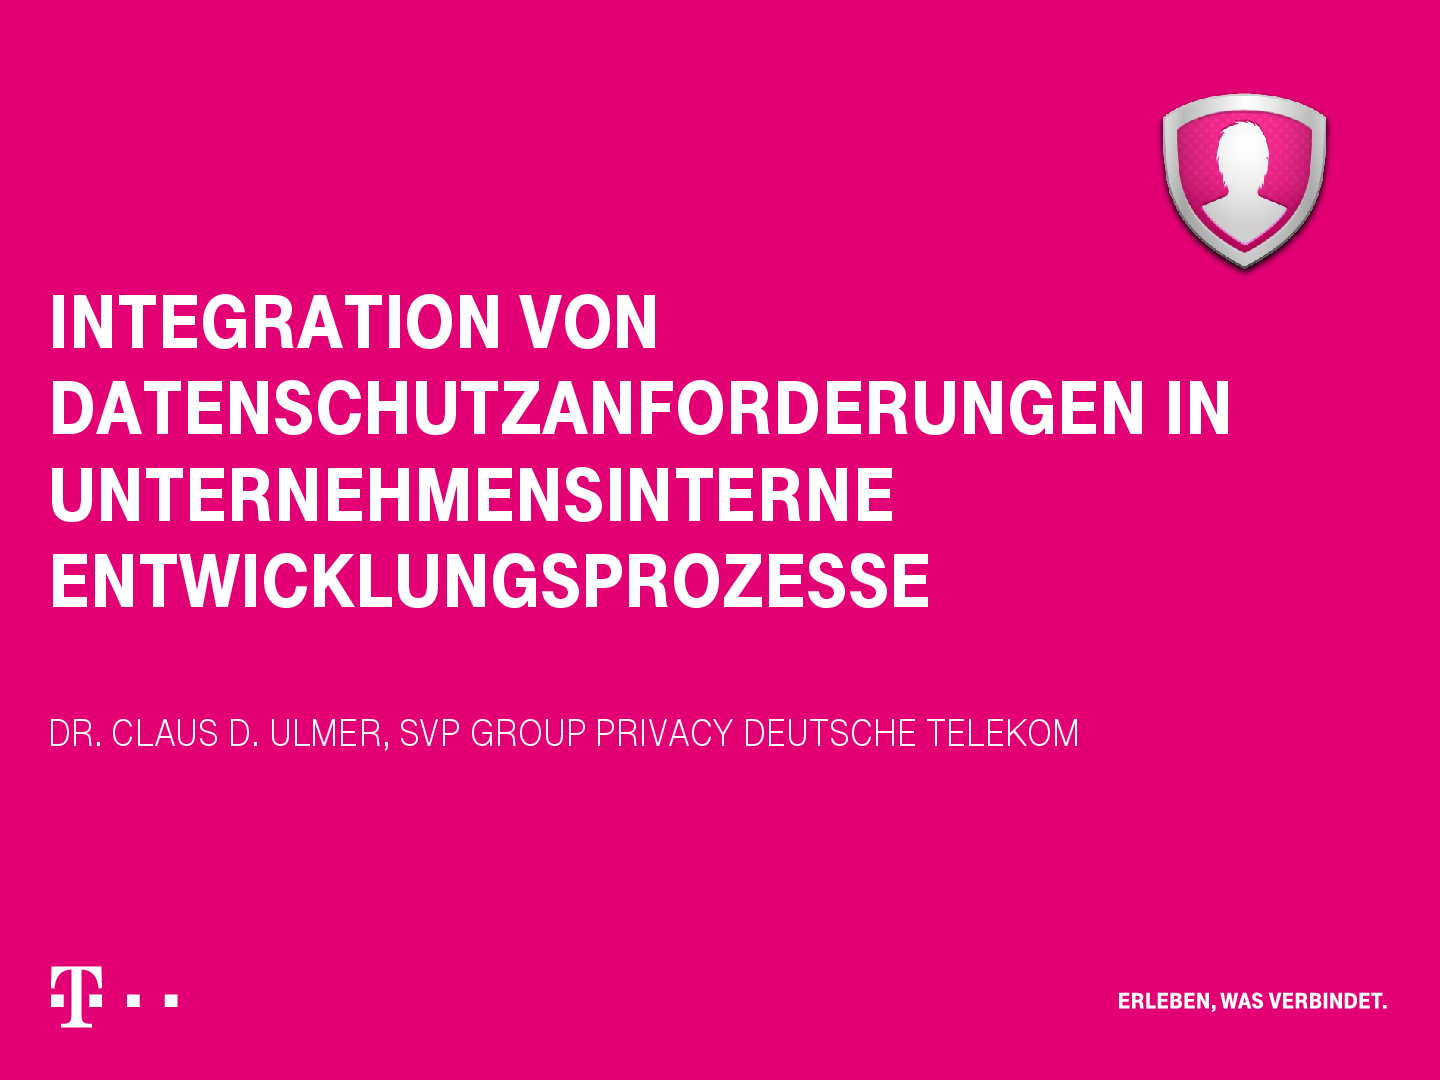 INTEGRATION VON
DATENSCHUTZANFORDERUNGEN IN
UNTERNEHMENSINTERNE
ENTWICKLUNGSPROZESSE
DR. CLAUS D. ULMER, SVP GROUP PRIVACY DEUTSCHE TELEKOM
T
ERLEBEN, WAS VERBINDET.